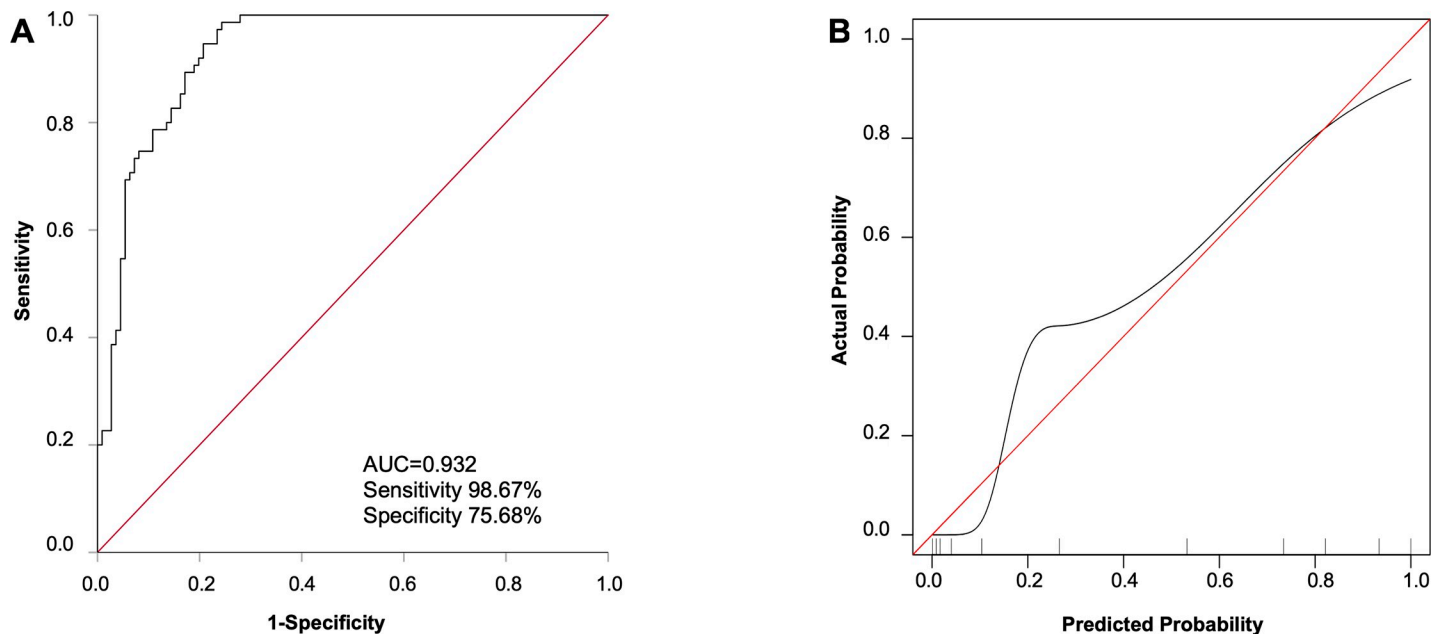 A
1.0
0.8
0.6
0.4
0.2
0.0
Sensitivity
AUC=0.932
Sensitivity 98.67%
Specificity 75.68%
0.0 0.2 0.4 0.6 0.8 1.0
1-Specificity
B
1.0
0.8
0.6
0.4
0.2
0.0
Actual Probability
0.0 0.2 0.4 0.6 0.8 1.0
Predicted Probability